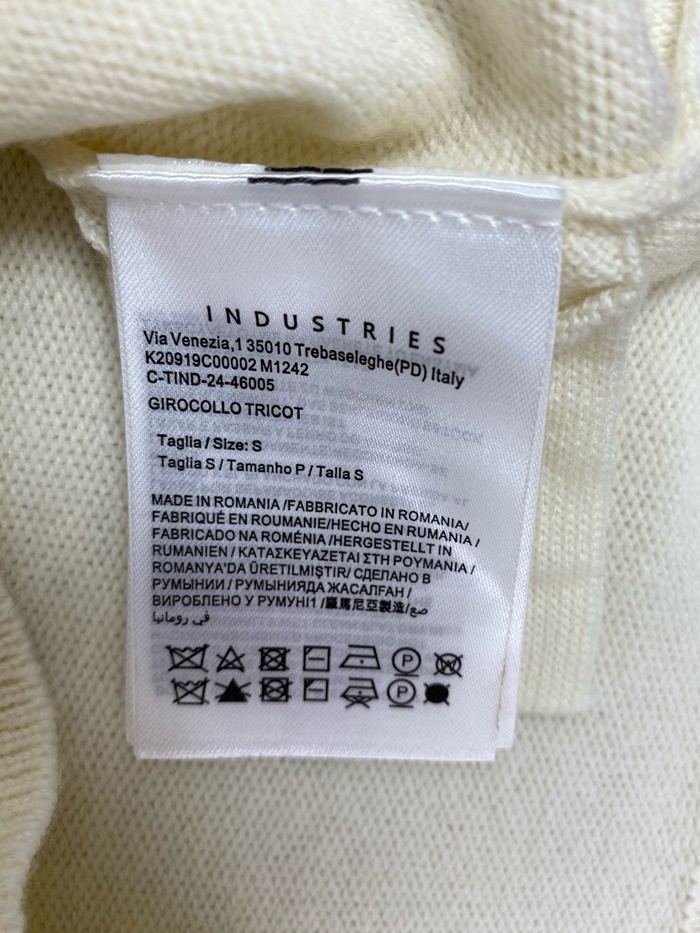 INDUSTRIES
Via Venezia,1 35010 Trebaseleghe(PD) Italy
K20919C00002 M1242
C-TIND-24-46005
GIROCOLLO TRICOT
Taglia / Size: S
Taglia S / Tamanho P / Talla S
MADE IN ROMANIA /FABBRICATO IN ROMANIA/
FABRIQUÉ EN ROUMANIE/HECHO EN RUMANIA /
FABRICADO NA ROMÉNIA /HERGESTELLT IN
RUMANIEN / ΚΑΤΑΣΚΕΥΑΖΕΤΑΙ ΣΤΗ ΡΟΥΜΑΝΙΑ /
ROMANYA'DA ÜRETILMIŞTIR/ СДЕЛАНО В
РУМЫНИИ / РУМЫНИЯДА ЖАСАЛҒАН /
ВИРОБЛЕНО У РУМУНІ1 /羅馬尼亞製造/صنع
في رومانيا
P W
P